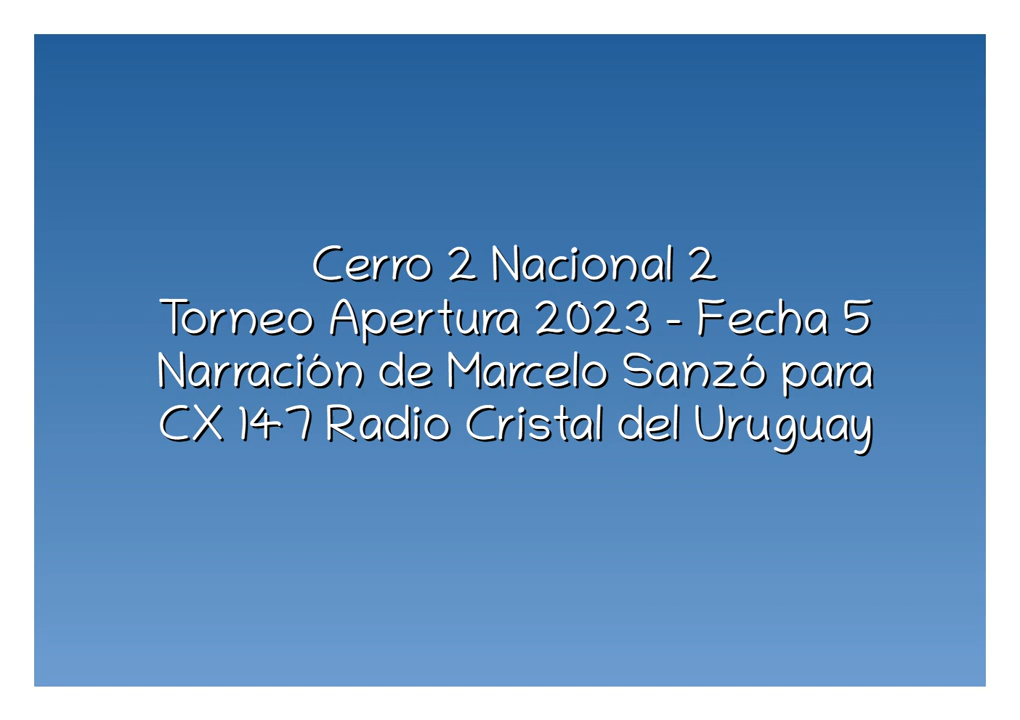 Cerro 2 Nacional 2
Torneo Apertura 2023 - Fecha 5
Narración de Marcelo Sanzó para
CX 147 Radio Cristal del Uruguay